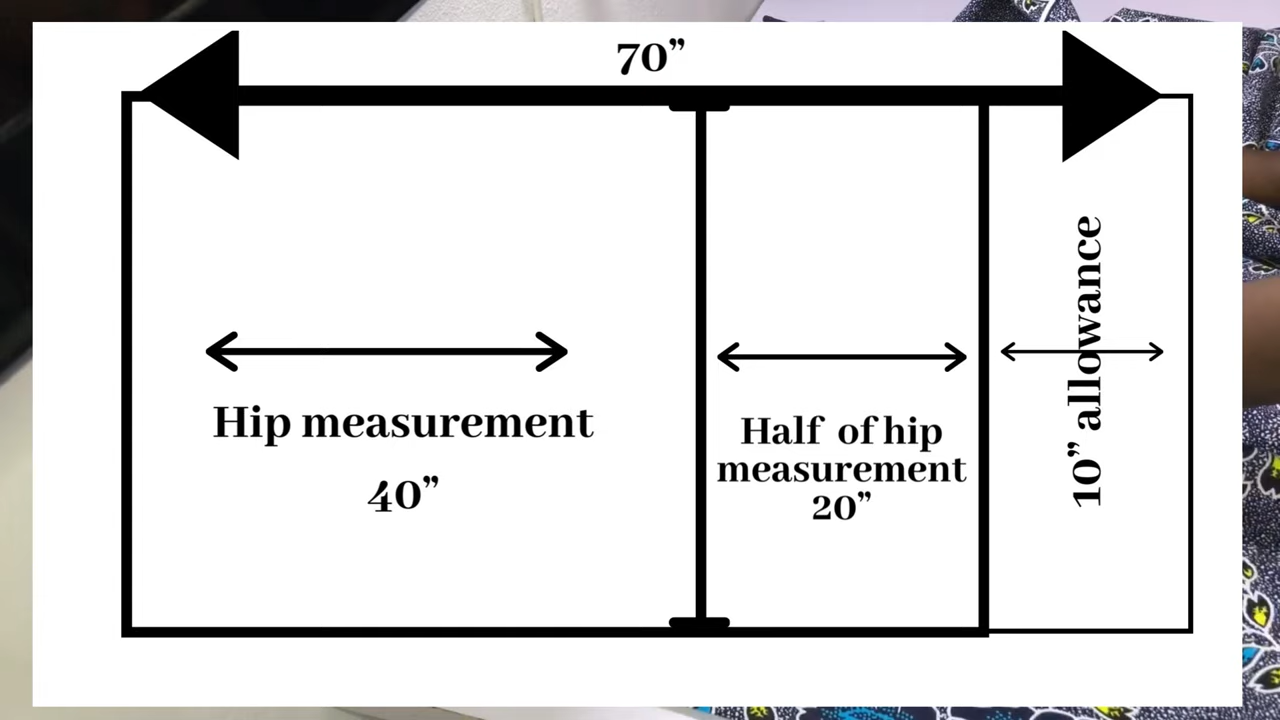 70”
Hip measurement
40”
Half of hip
measurement
20”
10” allowance